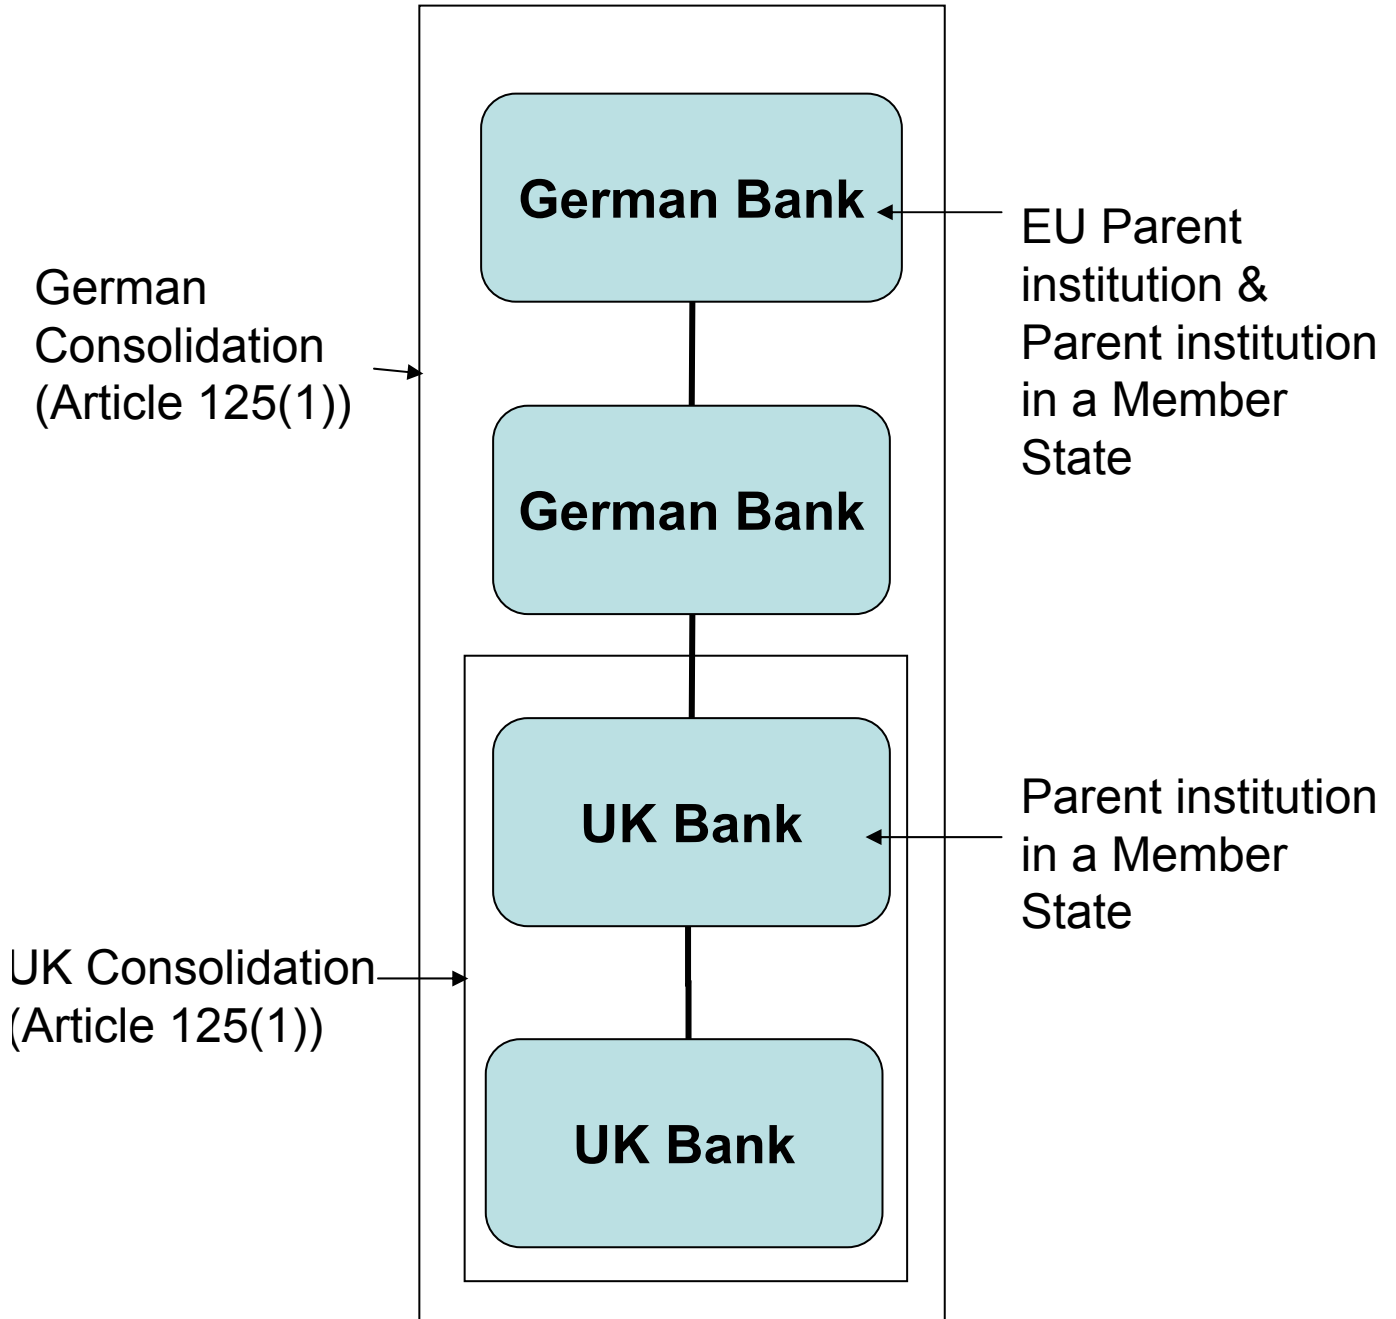 German Bank
EU Parent
institution &
Parent institution
in a Member
State
German
Consolidation
(Article 125(1))
German Bank
UK Bank
Parent institution
in a Member
State
UK Consolidation
(Article 125(1))
UK Bank